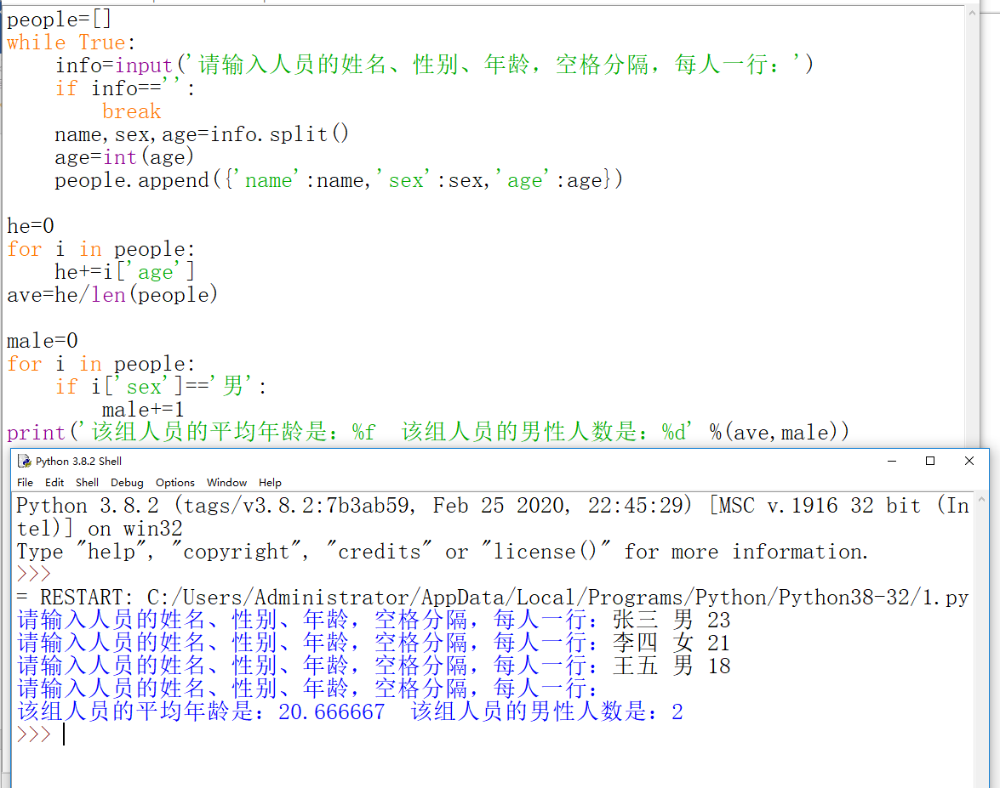 people=[]
while True:
    info=input('请输入人员的姓名、性别、年龄，空格分隔，每人一行：')
    if info=='':
        break
    name,sex,age=info.split()
    age=int(age)
    people.append({'name':name,'sex':sex,'age':age})
he=0
for i in people:
    he+=i['age']
ave=he/len(people)
male=0
for i in people:
    if i['sex']=='男':
        male+=1
print('该组人员的平均年龄是：%f  该组人员的男性人数是：%d' %(ave,male))
Python 3.8.2 Shell
File Edit Shell Debug Options Window Help
Python 3.8.2 (tags/v3.8.2:7b3ab59, Feb 25 2020, 22:45:29) [MSC v.1916 32 bit (In
tel)] on win32
Type "help", "copyright", "credits" or "license()" for more information.
>>>
= RESTART: C:/Users/Administrator/AppData/Local/Programs/Python/Python38-32/1.py
请输入人员的姓名、性别、年龄，空格分隔，每人一行：张三 男 23
请输入人员的姓名、性别、年龄，空格分隔，每人一行：李四 女 21
请输入人员的姓名、性别、年龄，空格分隔，每人一行：王五 男 18
请输入人员的姓名、性别、年龄，空格分隔，每人一行：
该组人员的平均年龄是：20.666667  该组人员的男性人数是：2
>>>